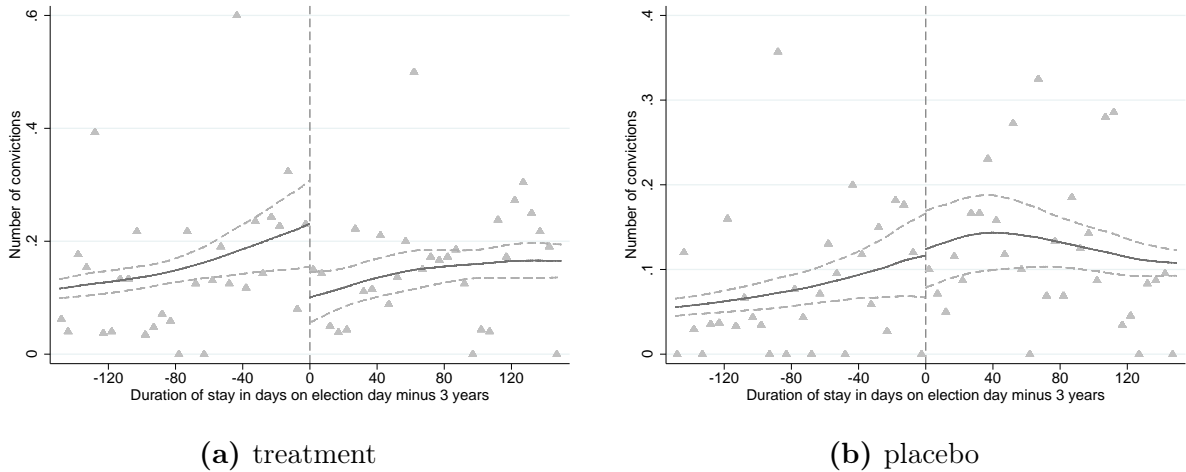 .6
.4
.2
0
Number of convictions
-120 -80 -40 0 40 80 120
Duration of stay in days on election day minus 3 years
(a) treatment
.4
.3
.2
.1
0
Number of convictions
-120 -80 -40 0 40 80 120
Duration of stay in days on election day minus 3 years
(b) placebo